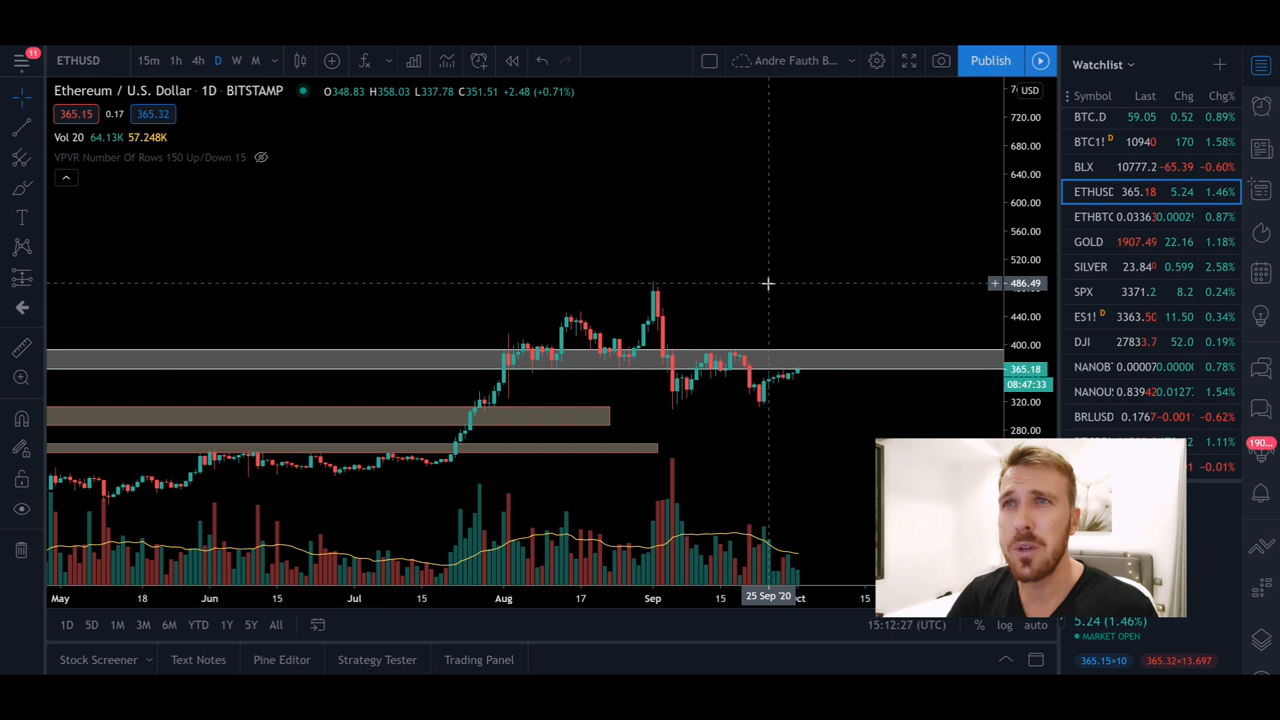 11
ETHUSD 15m 1h 4h D W M Andre Fauth B... Publish
Ethereum / U.S. Dollar · 1D · BITSTAMP O348.83 H358.03 L337.78 C351.51 +2.48 (+0.71%)
365.15 0.17 365.32
Vol 20 64.13K 57.248K
VPVR Number Of Rows 150 Up/Down 15
USD
720.00
680.00
640.00
600.00
560.00
520.00
486.49
440.00
400.00
365.18
08:47:33
320.00
280.00
Watchlist
Symbol Last Chg Chg%
BTC.D 59.05 0.52 0.89%
BTC1! D 10940 170 1.58%
BLX 10777.2 −65.39 −0.60%
ETHUSD 365.18 5.24 1.46%
ETHBTC 0.03363 0.00029 0.87%
GOLD 1907.49 22.16 1.18%
SILVER 23.840 0.599 2.58%
SPX 3371.2 8.2 0.24%
ES1! D 3363.50 11.50 0.34%
DJI 27833.7 52.0 0.19%
NANOB 0.00007 0.0000 0.78%
NANOU 0.83942 0.0127 1.54%
BRLUSD 0.1767 −0.001 −0.62%
1.11%
−0.01%
190...
May 18 Jun 15 Jul 15 Aug 17 Sep 15 25 Sep '20 15
1D 5D 1M 3M 6M YTD 1Y 5Y All 15:12:27 (UTC) % log auto
5.24 (1.46%)
MARKET OPEN
365.15×10 365.32×13.697
Stock Screener Text Notes Pine Editor Strategy Tester Trading Panel